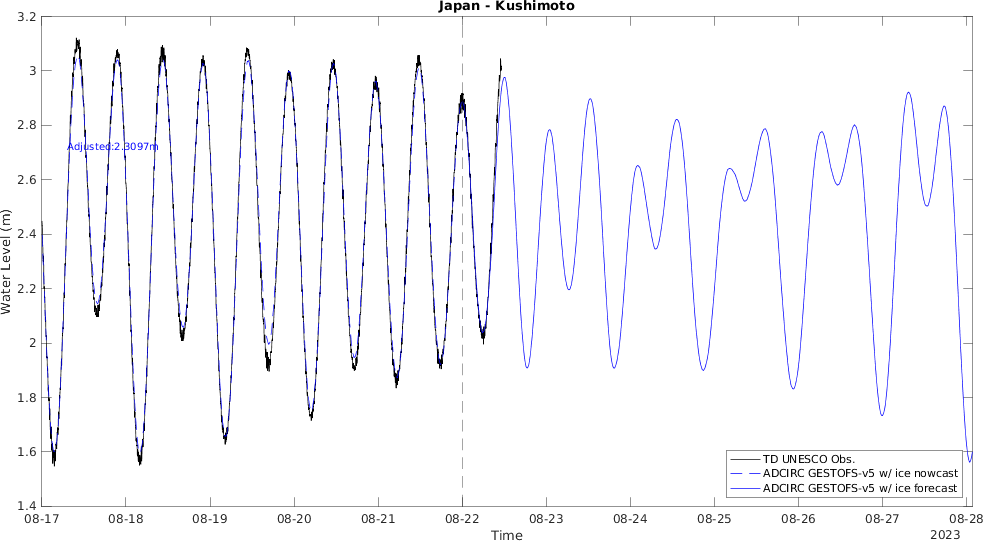 Japan - Kushimoto
3.2
3
2.8
2.6
2.4
2.2
2
1.8
1.6
1.4
Water Level (m)
Adjusted:2.3097m
TD UNESCO Obs.
ADCIRC GESTOFS-v5 w/ ice nowcast
ADCIRC GESTOFS-v5 w/ ice forecast
08-17 08-18 08-19 08-20 08-21 08-22 08-23 08-24 08-25 08-26 08-27 08-28
Time
2023